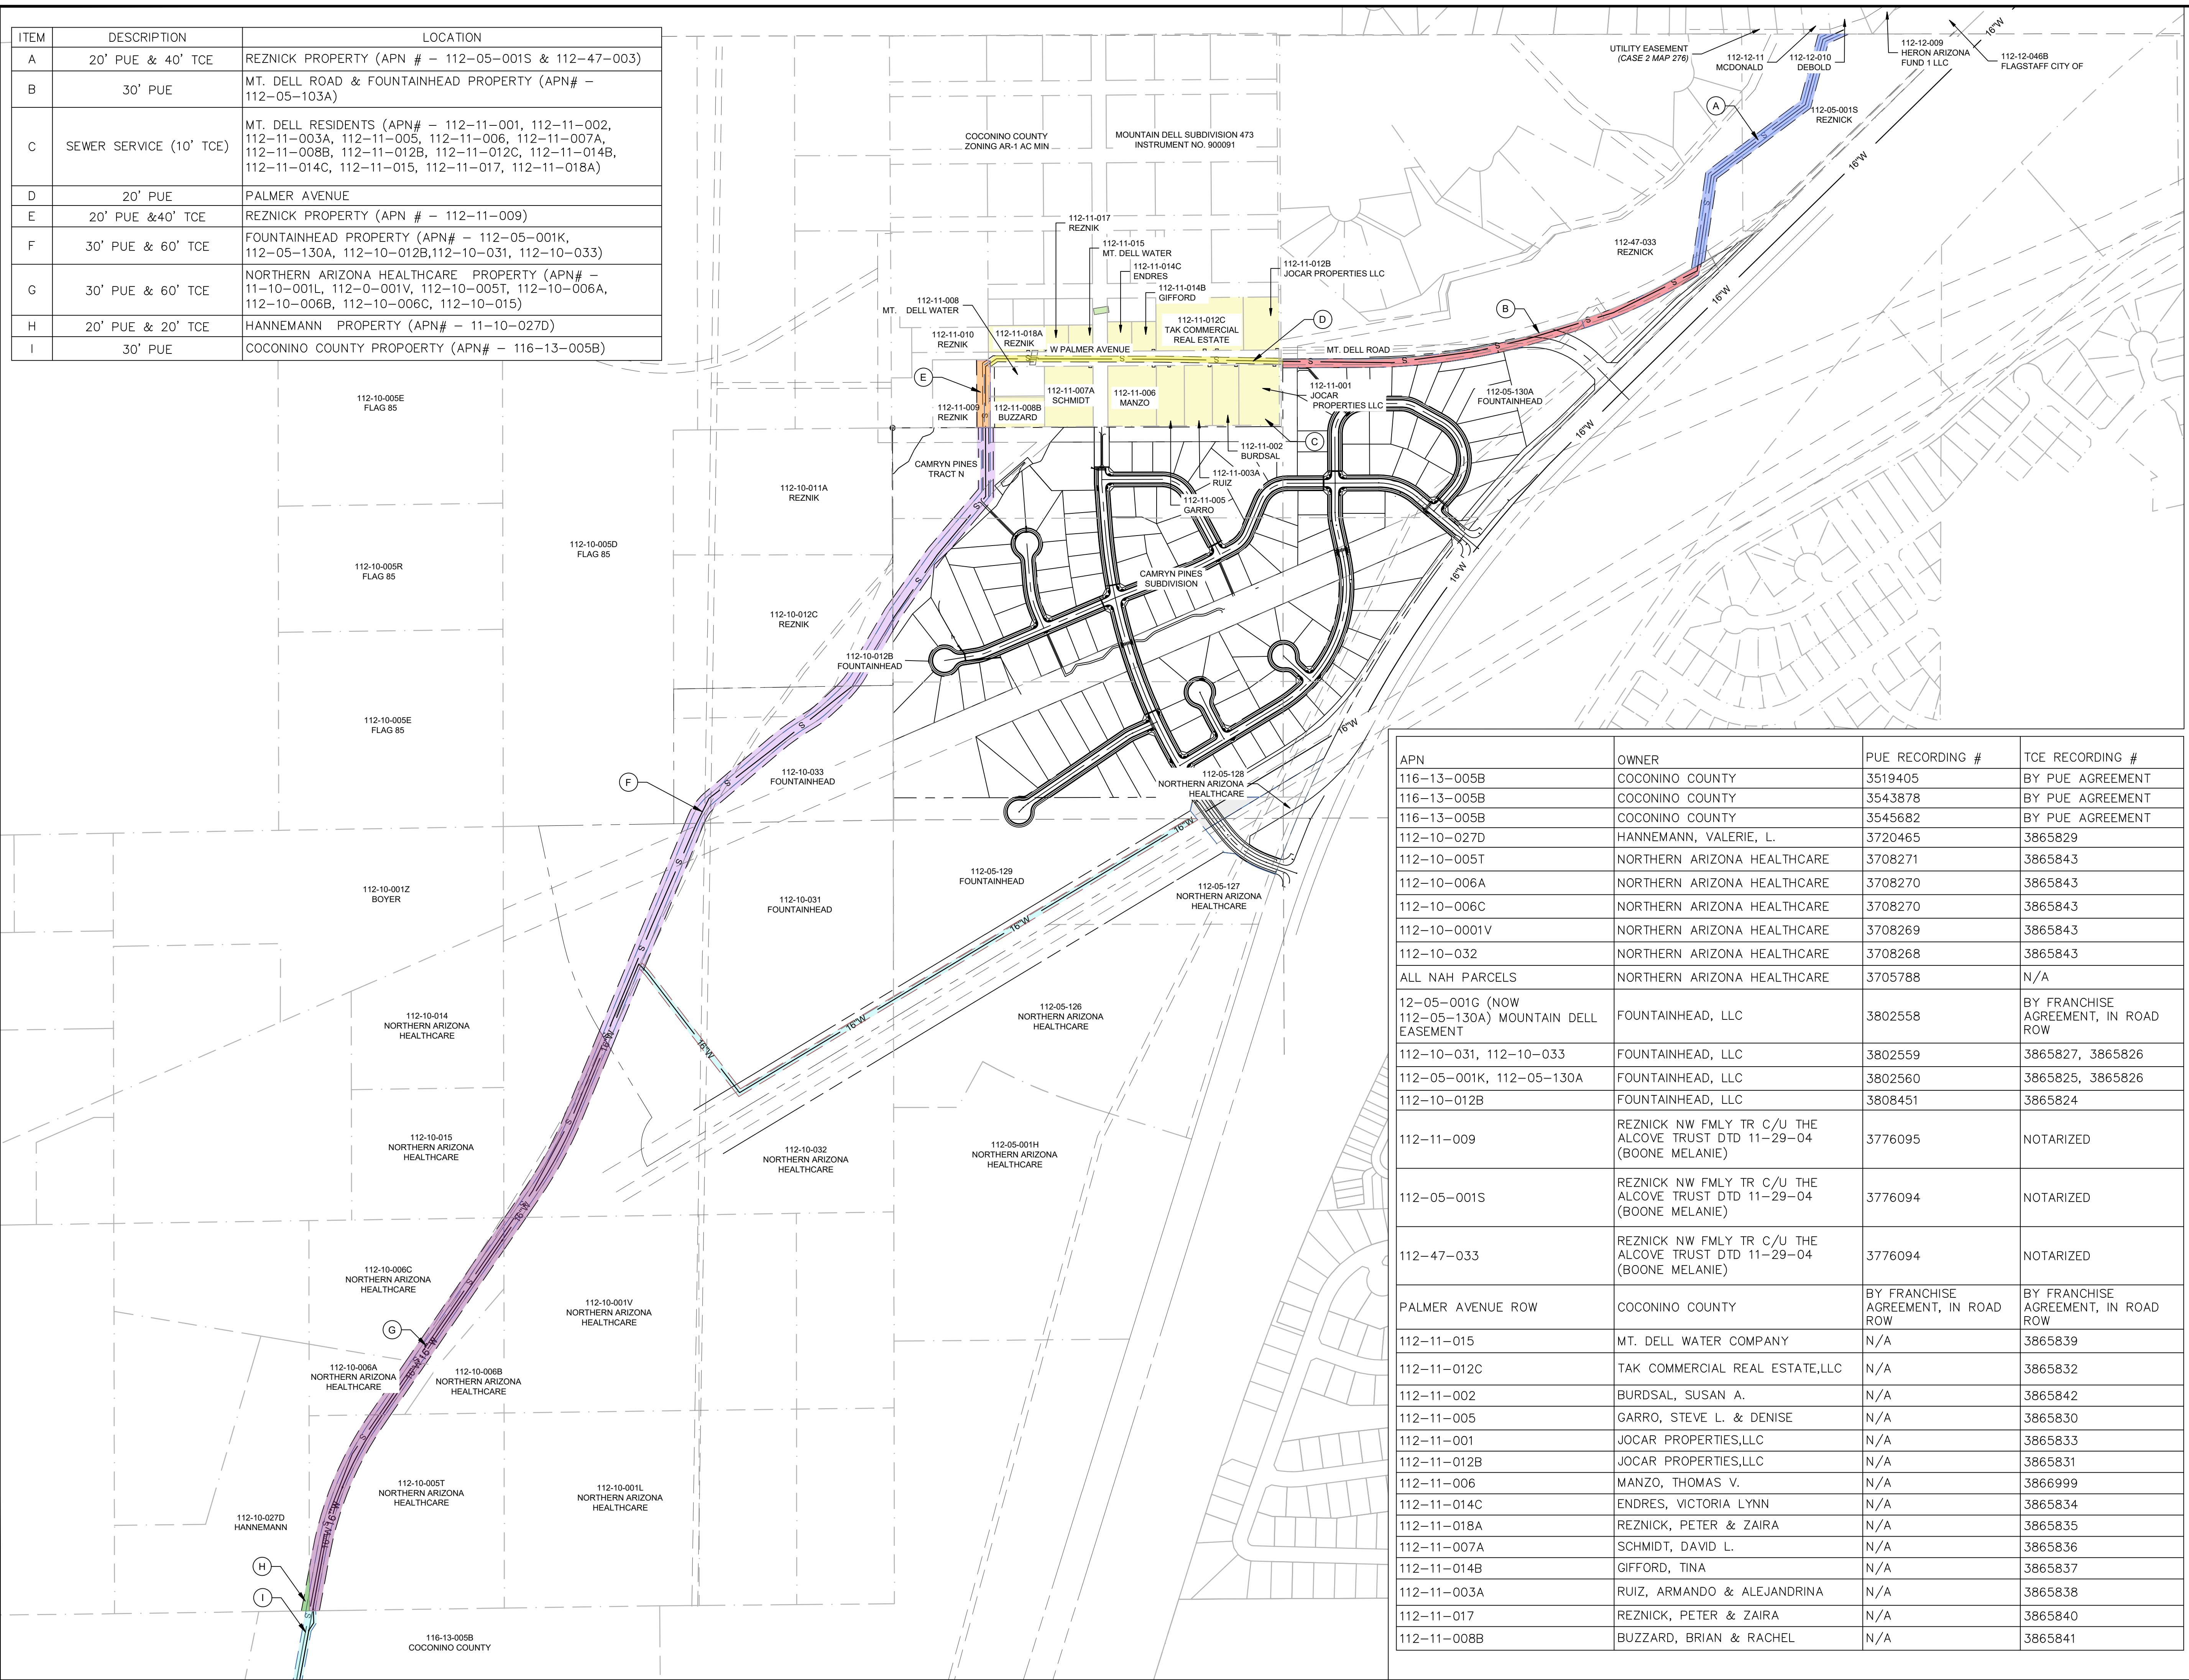 ITEM DESCRIPTION LOCATION
A 20' PUE & 40' TCE REZNICK PROPERTY (APN # - 112-05-001S & 112-47-003)
B 30' PUE MT. DELL ROAD & FOUNTAINHEAD PROPERTY (APN# -
112-05-103A)
C SEWER SERVICE (10' TCE) MT. DELL RESIDENTS (APN# - 112-11-001, 112-11-002,
112-11-003A, 112-11-005, 112-11-006, 112-11-007A,
112-11-008B, 112-11-012B, 112-11-012C, 112-11-014B,
112-11-014C, 112-11-015, 112-11-017, 112-11-018A)
D 20' PUE PALMER AVENUE
E 20' PUE &40' TCE REZNICK PROPERTY (APN # - 112-11-009)
F 30' PUE & 60' TCE FOUNTAINHEAD PROPERTY (APN# - 112-05-001K,
112-05-130A, 112-10-012B,112-10-031, 112-10-033)
G 30' PUE & 60' TCE NORTHERN ARIZONA HEALTHCARE PROPERTY (APN# -
11-10-001L, 112-0-001V, 112-10-005T, 112-10-006A,
112-10-006B, 112-10-006C, 112-10-015)
H 20' PUE & 20' TCE HANNEMANN PROPERTY (APN# - 11-10-027D)
I 30' PUE COCONINO COUNTY PROPOERTY (APN# - 116-13-005B)
UTILITY EASEMENT
(CASE 2 MAP 276)
112-12-11
MCDONALD
112-12-010
DEBOLD
112-12-009
HERON ARIZONA
FUND 1 LLC
16"W
112-12-046B
FLAGSTAFF CITY OF
A
S
112-05-001S
REZNICK
16"W
COCONINO COUNTY
ZONING AR-1 AC MIN
MOUNTAIN DELL SUBDIVISION 473
INSTRUMENT NO. 900091
S
112-11-017
REZNIK
112-11-015
MT. DELL WATER
112-11-014C
ENDRES
112-11-014B
GIFFORD
112-11-012B
JOCAR PROPERTIES LLC
112-47-033
REZNICK
16"W
112-11-008
MT. DELL WATER
112-11-010
REZNIK
112-11-018A
REZNIK
112-11-012C
TAK COMMERCIAL
REAL ESTATE
D
B
S
S
W PALMER AVENUE
MT. DELL ROAD
S
S
S
S
S
S
E
112-11-009
REZNIK
S
112-11-008B
BUZZARD
112-11-007A
SCHMIDT
112-11-006
MANZO
112-11-001
JOCAR
PROPERTIES LLC
112-05-130A
FOUNTAINHEAD
16"W
112-10-005E
FLAG 85
C
112-11-002
BURDSAL
112-11-003A
RUIZ
112-11-005
GARRO
CAMRYN PINES
TRACT N
112-10-011A
REZNIK
S
112-10-005D
FLAG 85
112-10-005R
FLAG 85
CAMRYN PINES
SUBDIVISION
16"W
S
112-10-012C
REZNIK
112-10-012B
FOUNTAINHEAD
112-10-005E
FLAG 85
S
16"W
F
S
112-10-033
FOUNTAINHEAD
112-05-128
NORTHERN ARIZONA
HEALTHCARE
16"W
S
112-10-001Z
BOYER
112-10-031
FOUNTAINHEAD
112-05-129
FOUNTAINHEAD
112-05-127
NORTHERN ARIZONA
HEALTHCARE
16"W
S
112-10-014
NORTHERN ARIZONA
HEALTHCARE
S
16"W
16"W
16"W
112-05-126
NORTHERN ARIZONA
HEALTHCARE
S
112-10-015
NORTHERN ARIZONA
HEALTHCARE
112-10-032
NORTHERN ARIZONA
HEALTHCARE
112-05-001H
NORTHERN ARIZONA
HEALTHCARE
16"W
S
112-10-006C
NORTHERN ARIZONA
HEALTHCARE
112-10-001V
NORTHERN ARIZONA
HEALTHCARE
G
16"W
S
16"W
112-10-006A
NORTHERN ARIZONA
HEALTHCARE
112-10-006B
NORTHERN ARIZONA
HEALTHCARE
S
112-10-005T
NORTHERN ARIZONA
HEALTHCARE
112-10-001L
NORTHERN ARIZONA
HEALTHCARE
112-10-027D
HANNEMANN
16"W
S
16"W
H
I
S
116-13-005B
COCONINO COUNTY
APN OWNER PUE RECORDING # TCE RECORDING #
116-13-005B COCONINO COUNTY 3519405 BY PUE AGREEMENT
116-13-005B COCONINO COUNTY 3543878 BY PUE AGREEMENT
116-13-005B COCONINO COUNTY 3545682 BY PUE AGREEMENT
112-10-027D HANNEMANN, VALERIE, L. 3720465 3865829
112-10-005T NORTHERN ARIZONA HEALTHCARE 3708271 3865843
112-10-006A NORTHERN ARIZONA HEALTHCARE 3708270 3865843
112-10-006C NORTHERN ARIZONA HEALTHCARE 3708270 3865843
112-10-0001V NORTHERN ARIZONA HEALTHCARE 3708269 3865843
112-10-032 NORTHERN ARIZONA HEALTHCARE 3708268 3865843
ALL NAH PARCELS NORTHERN ARIZONA HEALTHCARE 3705788 N/A
12-05-001G (NOW
112-05-130A) MOUNTAIN DELL
EASEMENT
FOUNTAINHEAD, LLC 3802558
BY FRANCHISE
AGREEMENT, IN ROAD
ROW
112-10-031, 112-10-033 FOUNTAINHEAD, LLC 3802559 3865827, 3865826
112-05-001K, 112-05-130A FOUNTAINHEAD, LLC 3802560 3865825, 3865826
112-10-012B FOUNTAINHEAD, LLC 3808451 3865824
112-11-009
REZNICK NW FMLY TR C/U THE
ALCOVE TRUST DTD 11-29-04
(BOONE MELANIE)
3776095 NOTARIZED
112-05-001S
REZNICK NW FMLY TR C/U THE
ALCOVE TRUST DTD 11-29-04
(BOONE MELANIE)
3776094 NOTARIZED
112-47-033
REZNICK NW FMLY TR C/U THE
ALCOVE TRUST DTD 11-29-04
(BOONE MELANIE)
3776094 NOTARIZED
PALMER AVENUE ROW COCONINO COUNTY
BY FRANCHISE
AGREEMENT, IN ROAD
ROW
BY FRANCHISE
AGREEMENT, IN ROAD
ROW
112-11-015 MT. DELL WATER COMPANY N/A 3865839
112-11-012C TAK COMMERCIAL REAL ESTATE,LLC N/A 3865832
112-11-002 BURDSAL, SUSAN A. N/A 3865842
112-11-005 GARRO, STEVE L. & DENISE N/A 3865830
112-11-001 JOCAR PROPERTIES,LLC N/A 3865833
112-11-012B JOCAR PROPERTIES,LLC N/A 3865831
112-11-006 MANZO, THOMAS V. N/A 3866999
112-11-014C ENDRES, VICTORIA LYNN N/A 3865834
112-11-018A REZNICK, PETER & ZAIRA N/A 3865835
112-11-007A SCHMIDT, DAVID L. N/A 3865836
112-11-014B GIFFORD, TINA N/A 3865837
112-11-003A RUIZ, ARMANDO & ALEJANDRINA N/A 3865838
112-11-017 REZNICK, PETER & ZAIRA N/A 3865840
112-11-008B BUZZARD, BRIAN & RACHEL N/A 3865841